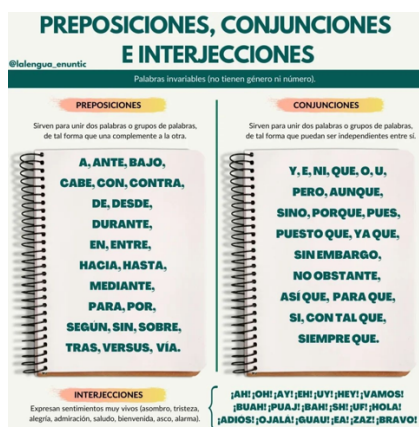 PREPOSICIONES, CONJUNCIONES
E INTERJECCIONES
@lalengua_enuntic
Palabras invariables (no tienen género ni número).
PREPOSICIONES
Sirven para unir dos palabras o grupos de palabras,
de tal forma que una complemente a la otra.
A, ANTE, BAJO,
CABE, CON, CONTRA,
DE, DESDE,
DURANTE,
EN, ENTRE,
HACIA, HASTA,
MEDIANTE,
PARA, POR,
SEGÚN, SIN, SOBRE,
TRAS, VERSUS, VÍA.
CONJUNCIONES
Sirven para unir dos palabras o grupos de palabras,
de tal forma que puedan ser independientes entre sí.
Y, E, NI, QUE, O, U,
PERO, AUNQUE,
SINO, PORQUE, PUES,
PUESTO QUE, YA QUE,
SIN EMBARGO,
NO OBSTANTE,
ASÍ QUE, PARA QUE,
SI, CON TAL QUE,
SIEMPRE QUE.
INTERJECCIONES
Expresan sentimientos muy vivos (asombro, tristeza,
alegría, admiración, saludo, bienvenida, asco, alarma).
¡AH! ¡OH! ¡AY! ¡EH! ¡UY! ¡HEY! ¡VAMOS!
¡BUAH! ¡PUAJ! ¡BAH! ¡SH! ¡UF! ¡HOLA!
¡ADIÓS! ¡OJALÁ! ¡GUAU! ¡EA! ¡ZAZ! ¡BRAVO!